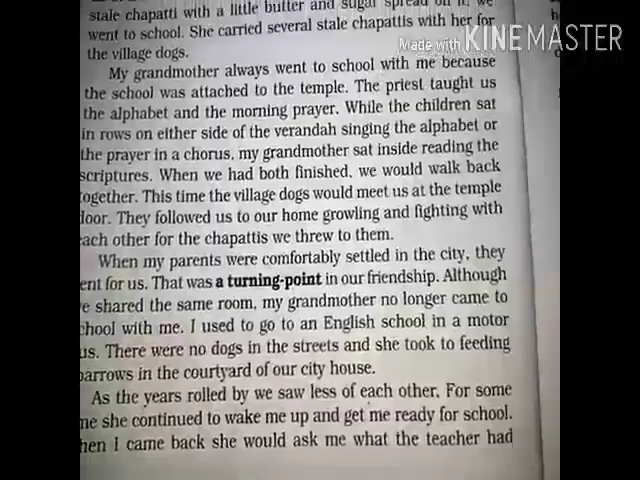 stale chapatti with a little butter and sugar spread on it, we
went to school. She carried several stale chapattis with her for
the village dogs.
Made with KINEMASTER
My grandmother always went to school with me because
the school was attached to the temple. The priest taught us
the alphabet and the morning prayer. While the children sat
in rows on either side of the verandah singing the alphabet or
the prayer in a chorus, my grandmother sat inside reading the
scriptures. When we had both finished, we would walk back
ogether. This time the village dogs would meet us at the temple
loor. They followed us to our home growling and fighting with
ach other for the chapattis we threw to them.
When my parents were comfortably settled in the city, they
ent for us. That was a turning-point in our friendship. Although
e shared the same room, my grandmother no longer came to
chool with me. I used to go to an English school in a motor
us. There were no dogs in the streets and she took to feeding
parrows in the courtyard of our city house.
As the years rolled by we saw less of each other. For some
me she continued to wake me up and get me ready for school.
hen I came back she would ask me what the teacher had